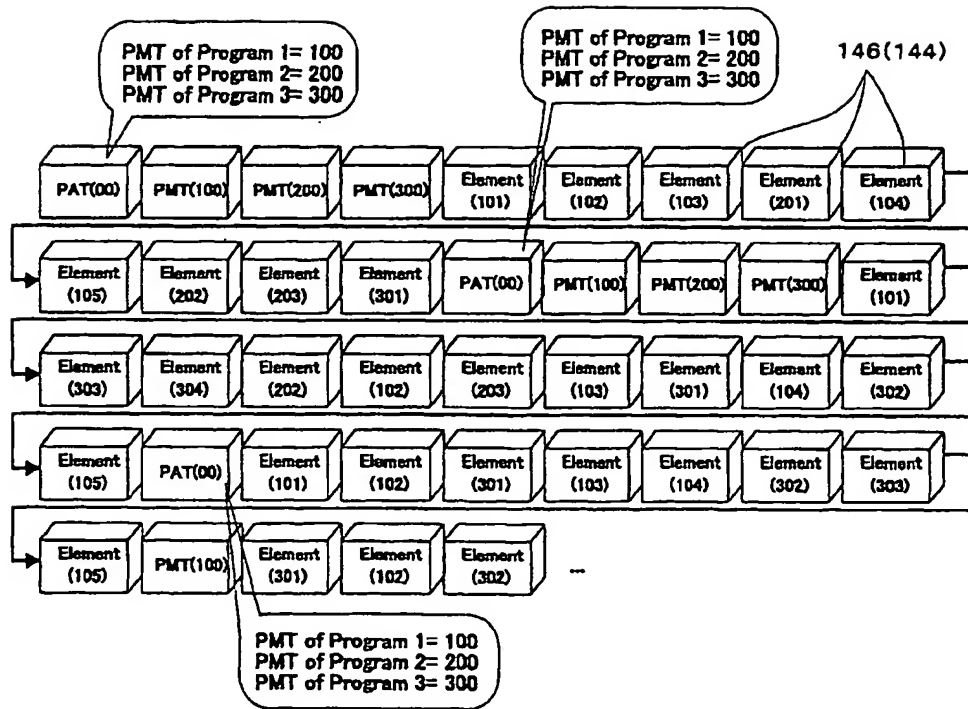 PMT of Program 1= 100
PMT of Program 2= 200
PMT of Program 3= 300
PMT of Program 1= 100
PMT of Program 2= 200
PMT of Program 3= 300
146(144)
PAT(00) PMT(100) PMT(200) PMT(300) Element (101) Element (102) Element (103) Element (201) Element (104)
Element (105) Element (202) Element (203) Element (301) PAT(00) PMT(100) PMT(200) PMT(300) Element (101)
Element (303) Element (304) Element (202) Element (102) Element (203) Element (103) Element (301) Element (104) Element (302)
Element (105) PAT(00) Element (101) Element (102) Element (301) Element (103) Element (104) Element (302) Element (303)
Element (105) PMT(100) Element (301) Element (102) Element (302) ...
PMT of Program 1= 100
PMT of Program 2= 200
PMT of Program 3= 300